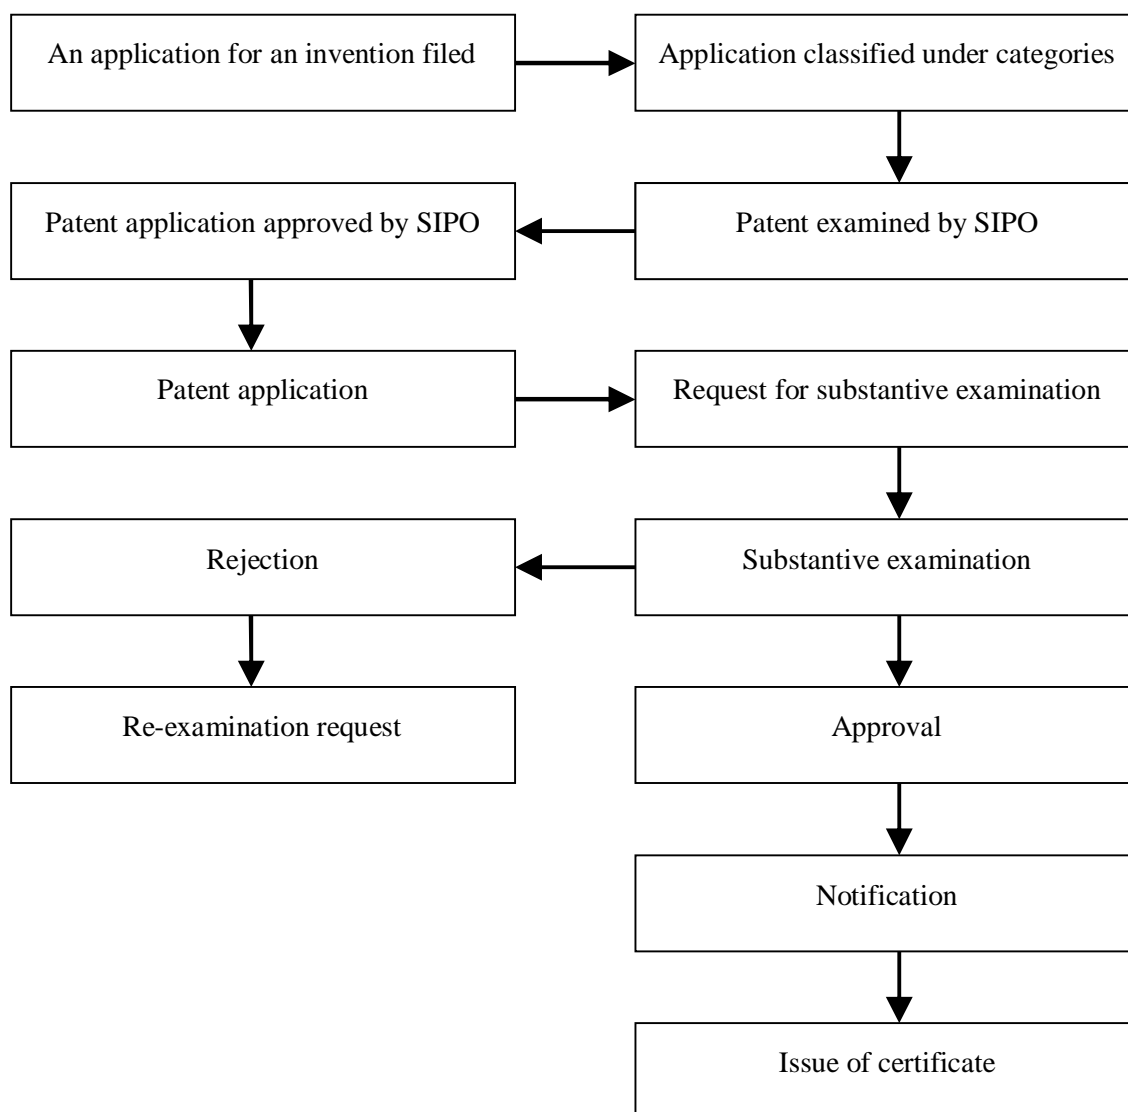 An application for an invention filed
Application classified under categories
Patent application approved by SIPO
Patent examined by SIPO
Patent application
Request for substantive examination
Rejection
Substantive examination
Re-examination request
Approval
Notification
Issue of certificate